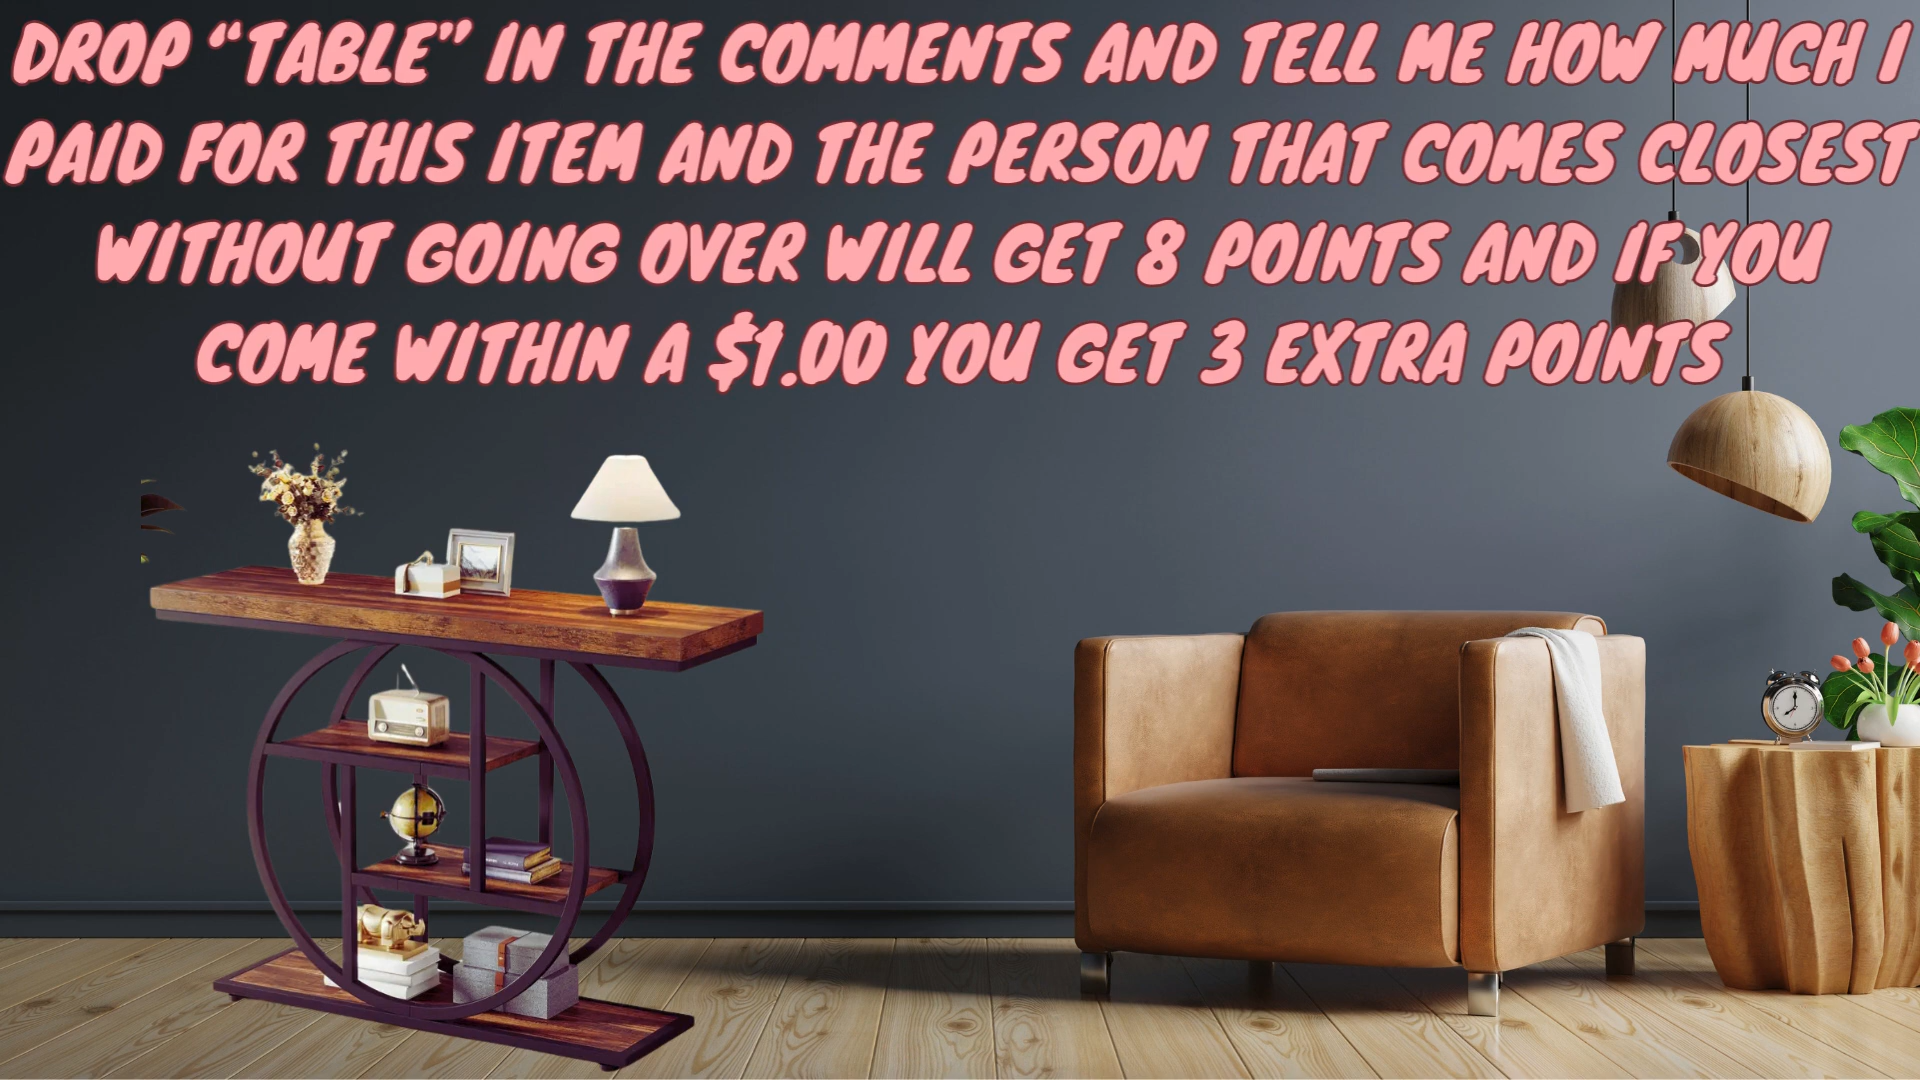 DROP “TABLE” IN THE COMMENTS AND TELL ME HOW MUCH I
PAID FOR THIS ITEM AND THE PERSON THAT COMES CLOSEST
WITHOUT GOING OVER WILL GET 8 POINTS AND IF YOU
COME WITHIN A $1.00 YOU GET 3 EXTRA POINTS